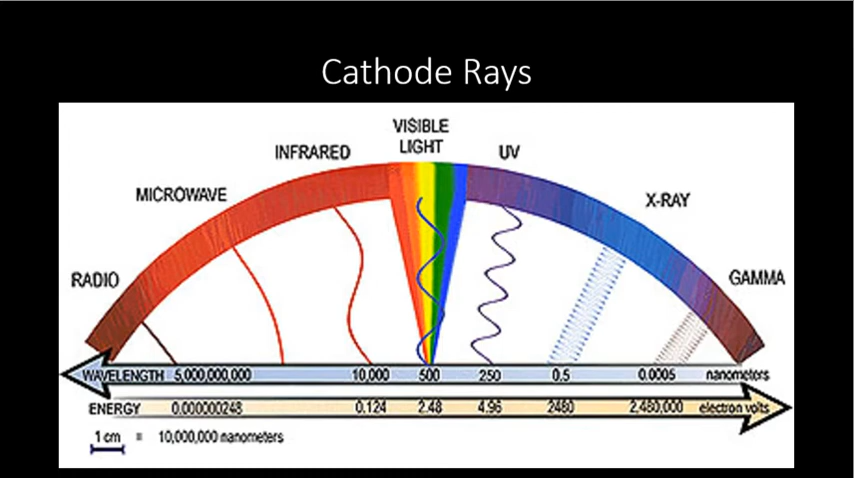 Cathode Rays
VISIBLE
LIGHT
INFRARED
UV
MICROWAVE
X-RAY
RADIO
GAMMA
WAVELENGTH 5,000,000,000 10,000 500 250 0.5 0.0005 nanometers
ENERGY 0.000000248 0.124 2.48 4.96 2480 2,480,000 electron volts
1 cm = 10,000,000 nanometers